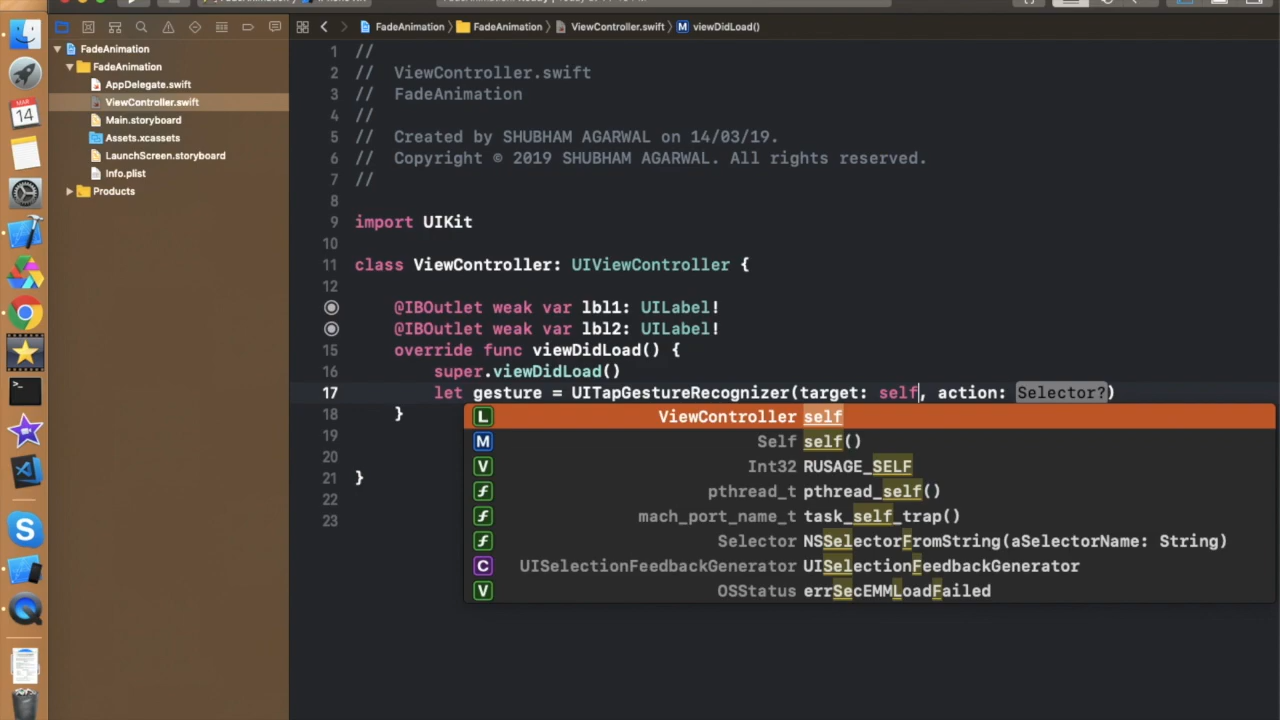 FadeAnimation
FadeAnimation
AppDelegate.swift
ViewController.swift
Main.storyboard
Assets.xcassets
LaunchScreen.storyboard
Info.plist
Products
MAR
14
FadeAnimation
FadeAnimation
ViewController.swift
M viewDidLoad()
1 //
2 // ViewController.swift
3 // FadeAnimation
4 //
5 // Created by SHUBHAM AGARWAL on 14/03/19.
6 // Copyright © 2019 SHUBHAM AGARWAL. All rights reserved.
7 //
8
9 import UIKit
10
11 class ViewController: UIViewController {
12
@IBOutlet weak var lbl1: UILabel!
@IBOutlet weak var lbl2: UILabel!
15 override func viewDidLoad() {
16 super.viewDidLoad()
17 let gesture = UITapGestureRecognizer(target: self, action: Selector?)
18 }
19
20
21 }
22
23
L ViewController self
M Self self()
V Int32 RUSAGE_SELF
f pthread_t pthread_self()
f mach_port_name_t task_self_trap()
f Selector NSSelectorFromString(aSelectorName: String)
C UISelectionFeedbackGenerator UISelectionFeedbackGenerator
V OSStatus errSecEMMLoadFailed